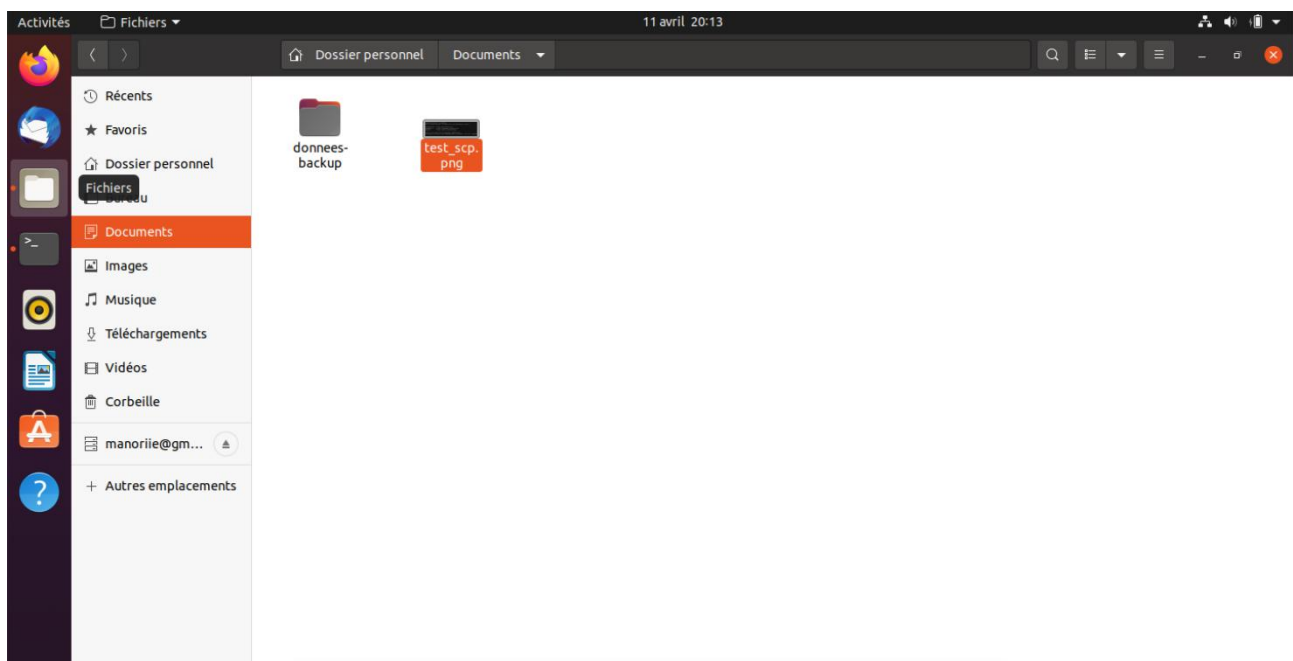 Activités Fichiers 11 avril 20:13
Dossier personnel Documents
Récents
Favoris
Dossier personnel
Fichiers
Documents
Images
Musique
Téléchargements
Vidéos
Corbeille
manoriie@gm...
Autres emplacements
donnees-
backup
test_scp.
png